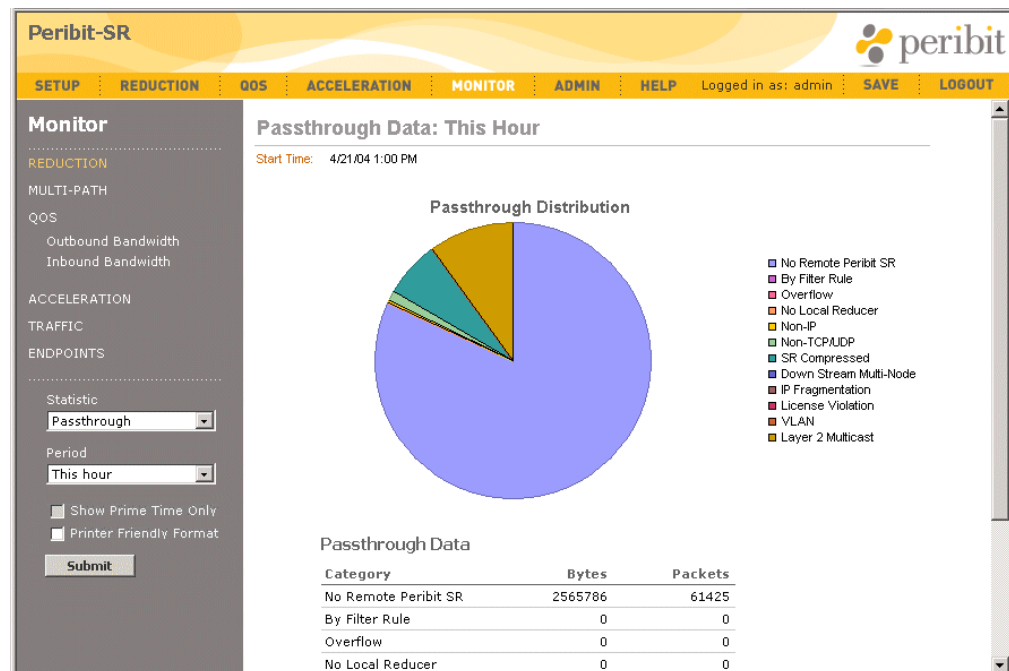 Peribit-SR
peribit
SETUP REDUCTION QOS ACCELERATION MONITOR ADMIN HELP Logged in as: admin SAVE LOGOUT
Monitor
REDUCTION
MULTI-PATH
QOS
Outbound Bandwidth
Inbound Bandwidth
ACCELERATION
TRAFFIC
ENDPOINTS
Statistic
Passthrough
Period
This hour
Show Prime Time Only
Printer Friendly Format
Submit
Passthrough Data: This Hour
Start Time: 4/21/04 1:00 PM
Passthrough Distribution
No Remote Peribit SR
By Filter Rule
Overflow
No Local Reducer
Non-IP
Non-TCP/UDP
SR Compressed
Down Stream Multi-Node
IP Fragmentation
License Violation
VLAN
Layer 2 Multicast
Passthrough Data
Category Bytes Packets
No Remote Peribit SR 2565786 61425
By Filter Rule 0 0
Overflow 0 0
No Local Reducer 0 0